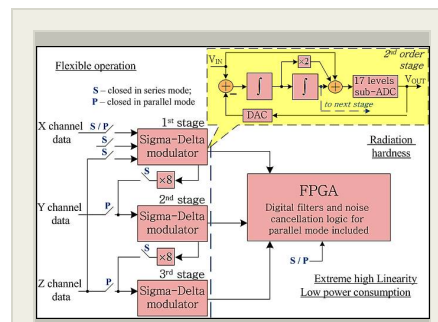 Flexible operation
S – closed in series mode;
P – closed in parallel mode
2nd order
stage
VIN
×2
∫
∫
17 levels
sub-ADC
VOUT
DAC
to next stage
X channel
data
S / P
S
S
1st stage
Sigma-Delta
modulator
Radiation
hardness
S
×8
Y channel
data
P
2nd stage
Sigma-Delta
modulator
FPGA
Digital filters and noise
cancellation logic for
parallel mode included
S / P
S
×8
Z channel
data
P
3rd stage
Sigma-Delta
modulator
Extreme high Linearity
Low power consumption